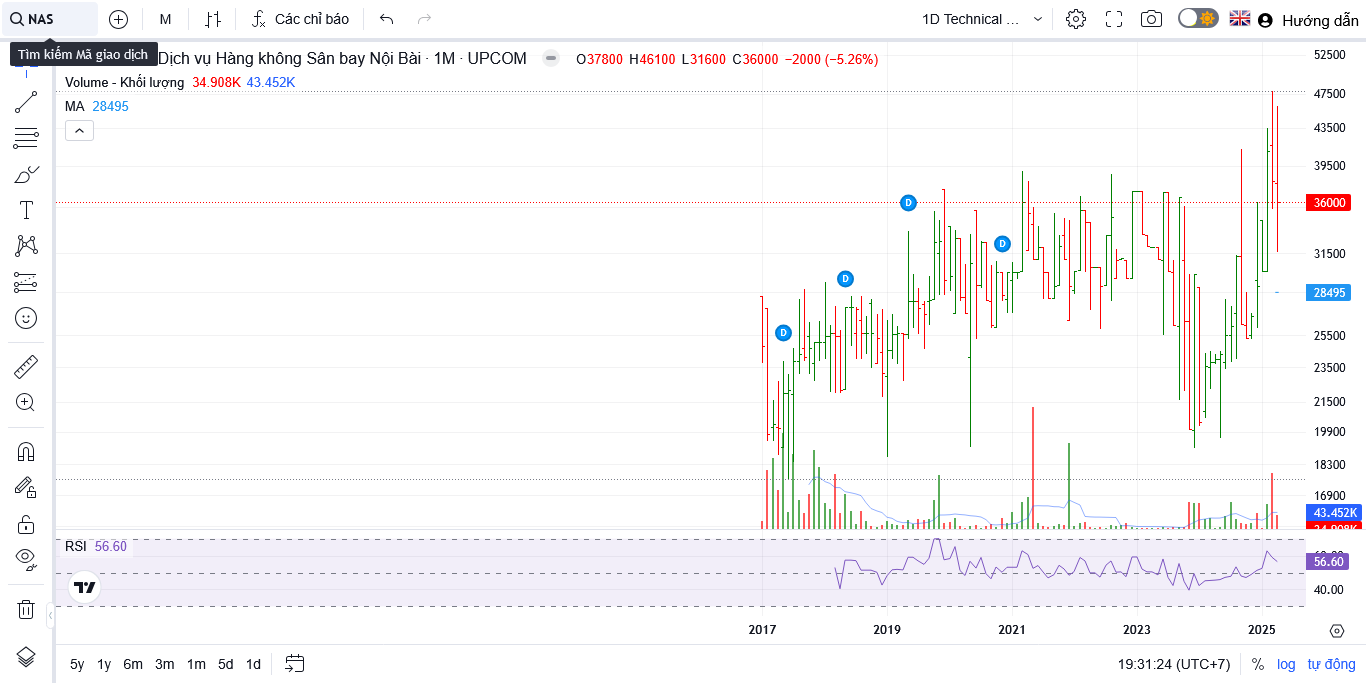 NAS M Các chỉ báo 1D Technical ... Hướng dẫn
Tìm kiếm Mã giao dịch
Dịch vụ Hàng không Sân bay Nội Bài · 1M · UPCOM O37800 H46100 L31600 C36000 −2000 (−5.26%)
Volume - Khối lượng 34.908K 43.452K
MA 28495
D
D
D
D
52500
47500
43500
39500
36000
31500
28495
25500
23500
21500
19900
18300
16900
43.452K
34.908K
RSI 56.60
60.00
56.60
40.00
2017 2019 2021 2023 2025
5y 1y 6m 3m 1m 5d 1d 19:31:24 (UTC+7) % log tự động